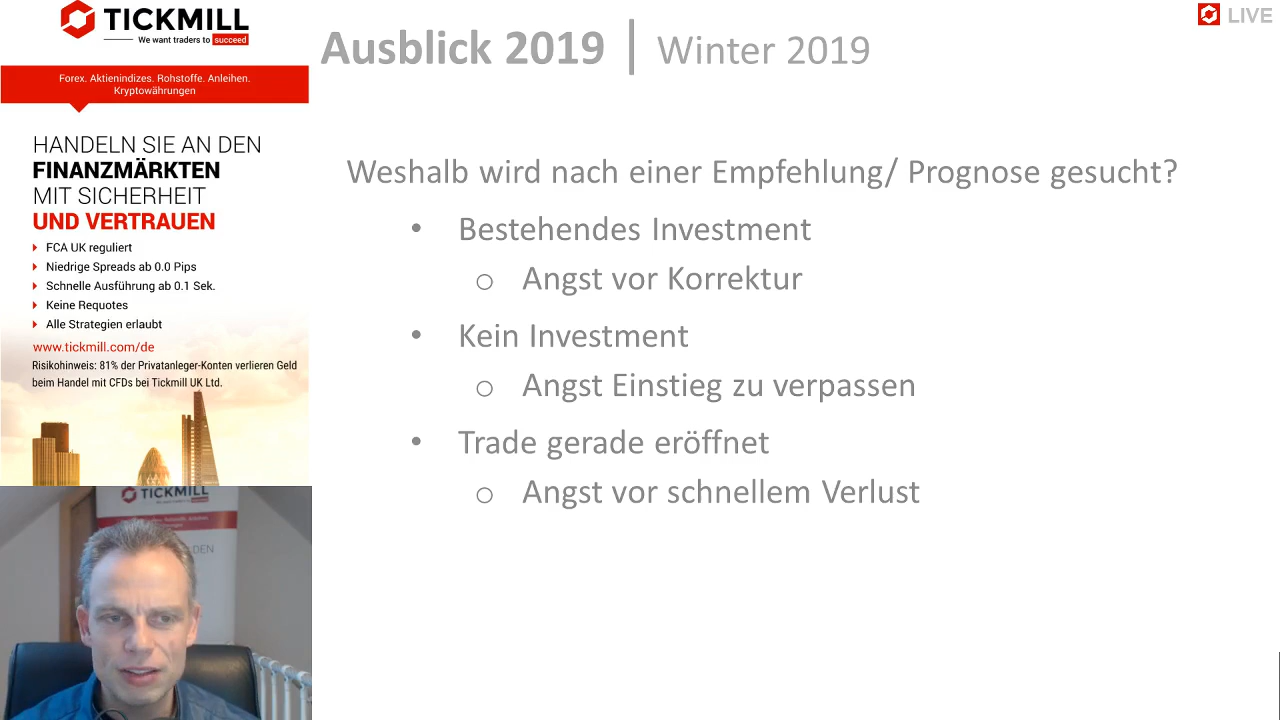 TICKMILL
We want traders to succeed
Forex. Aktienindizes. Rohstoffe. Anleihen.
Kryptowährungen
HANDELN SIE AN DEN
FINANZMÄRKTEN
MIT SICHERHEIT
UND VERTRAUEN
FCA UK reguliert
Niedrige Spreads ab 0.0 Pips
Schnelle Ausführung ab 0.1 Sek.
Keine Requotes
Alle Strategien erlaubt
www.tickmill.com/de
Risikohinweis: 81% der Privatanleger-Konten verlieren Geld
beim Handel mit CFDs bei Tickmill UK Ltd.
TICKMILL
LIVE
Ausblick 2019 | Winter 2019
Weshalb wird nach einer Empfehlung/ Prognose gesucht?
• Bestehendes Investment
o Angst vor Korrektur
• Kein Investment
o Angst Einstieg zu verpassen
• Trade gerade eröffnet
o Angst vor schnellem Verlust